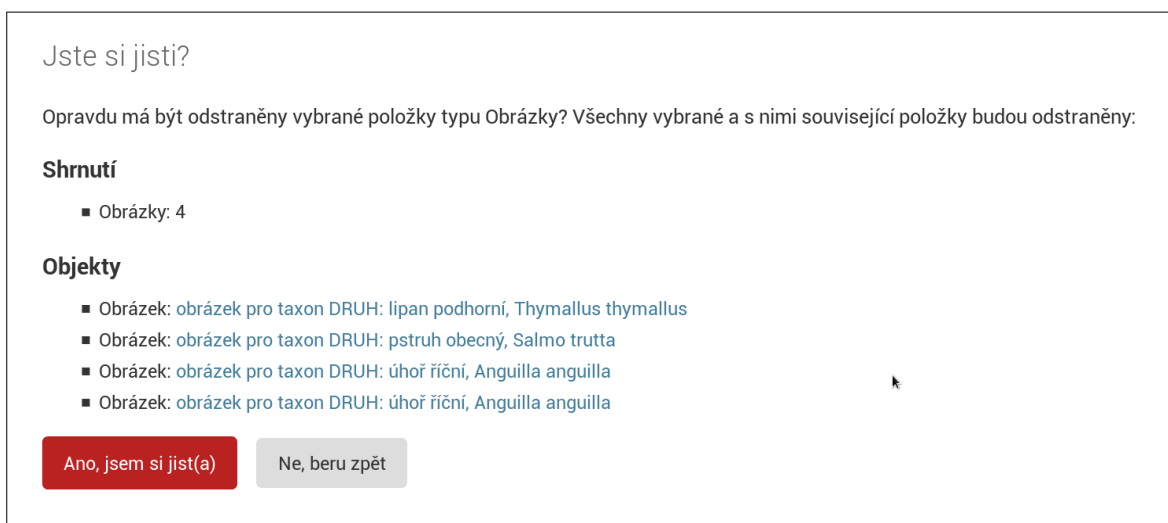 Jste si jisti?
Opravdu má být odstraněny vybrané položky typu Obrázky? Všechny vybrané a s nimi související položky budou odstraněny:
Shrnutí
Obrázky: 4
Objekty
Obrázek: obrázek pro taxon DRUH: lipan podhorní, Thymallus thymallus
Obrázek: obrázek pro taxon DRUH: pstruh obecný, Salmo trutta
Obrázek: obrázek pro taxon DRUH: úhoř říční, Anguilla anguilla
Obrázek: obrázek pro taxon DRUH: úhoř říční, Anguilla anguilla
Ano, jsem si jist(a) Ne, beru zpět